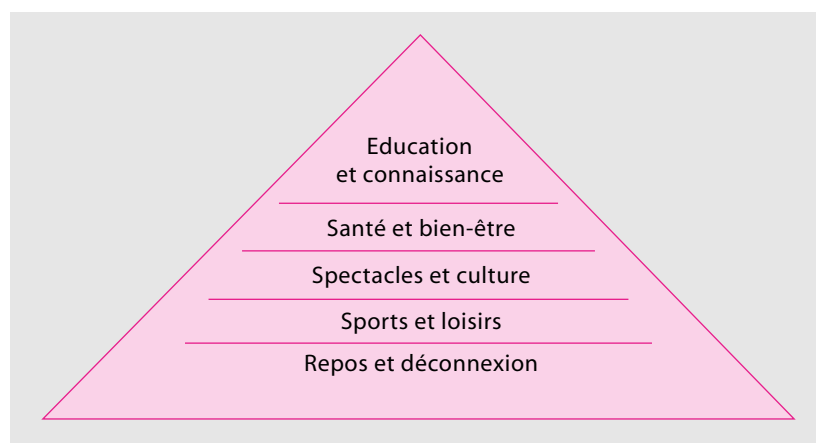 Education
et connaissance
Santé et bien-être
Spectacles et culture
Sports et loisirs
Repos et déconnexion